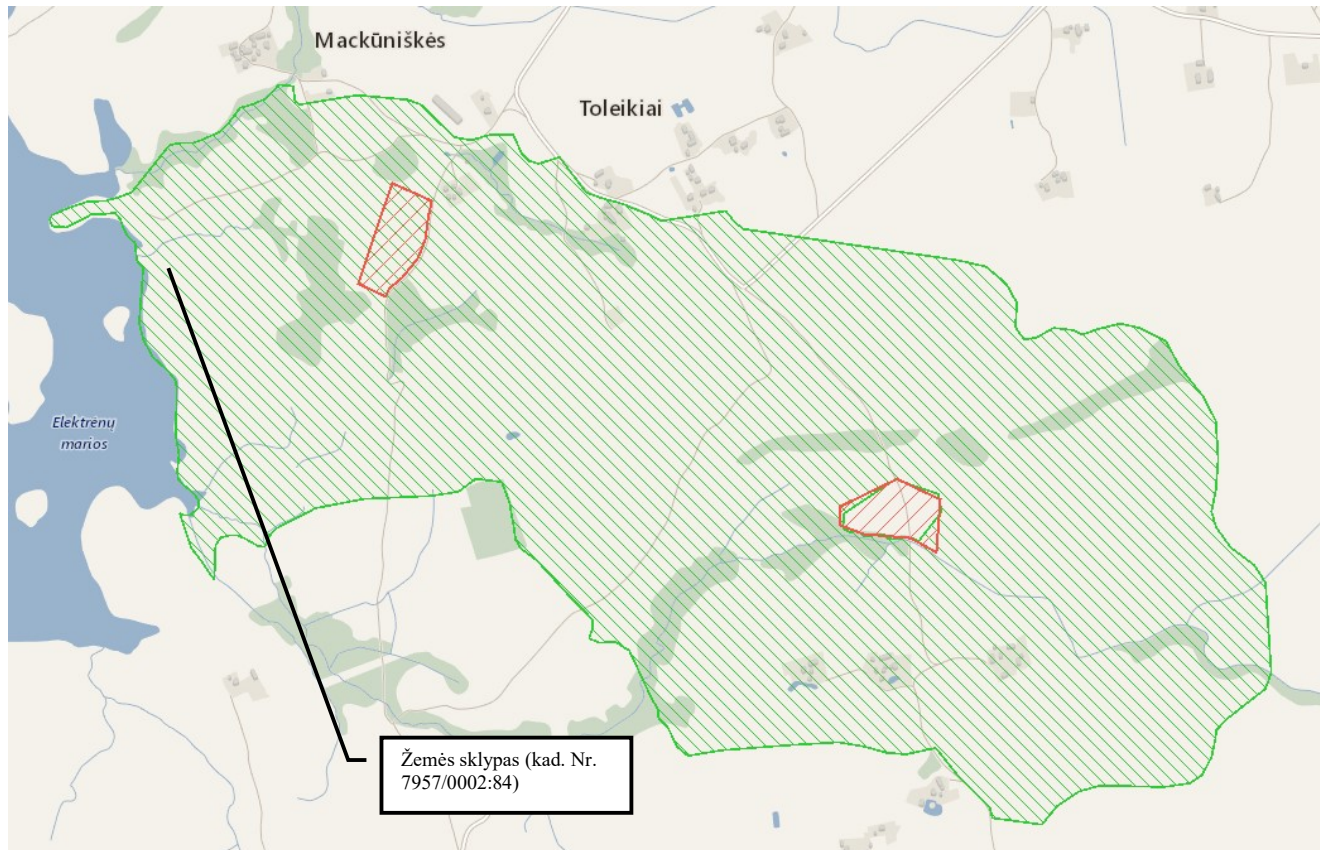 Mackūniškės
Toleikiai
Elektrėnų
marios
Žemės sklypas (kad. Nr.
7957/0002:84)